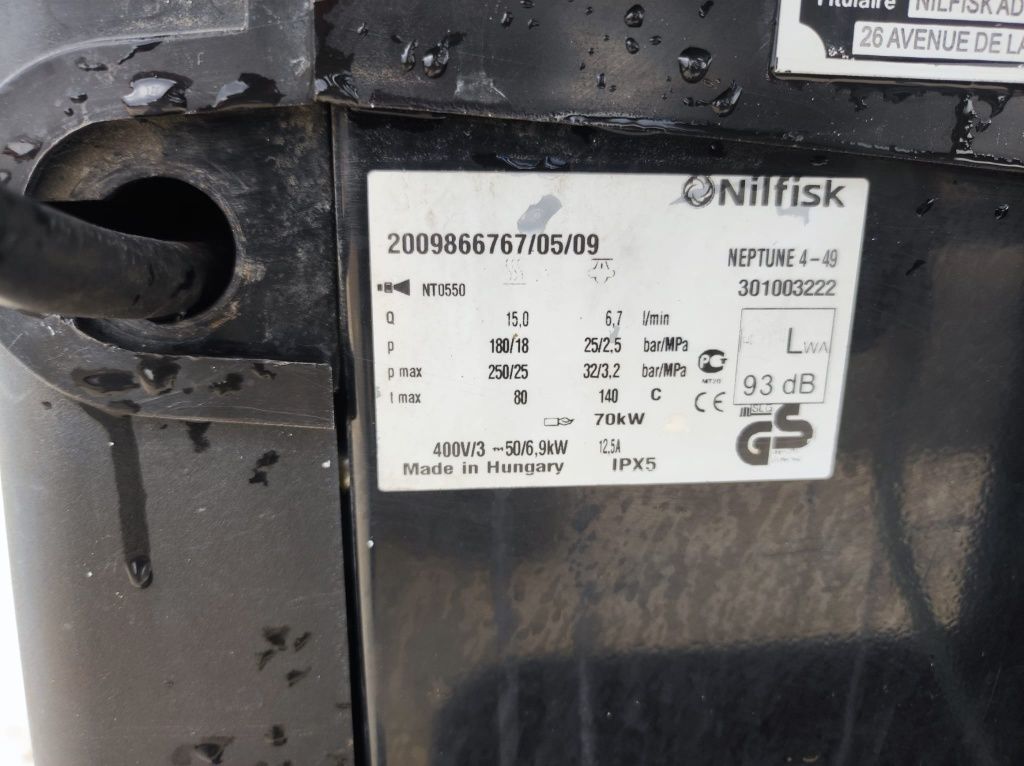 Titulaire NILFISK AD
26 AVENUE DE LA
Nilfisk
2009866767/05/09
NEPTUNE 4-49
301003222
NT0550
Q 15,0 6,7 l/min
p 180/18 25/2,5 bar/MPa
p max 250/25 32/3,2 bar/MPa
t max 80 140 C
70kW
400V/3 ~50/6,9kW 12.5A
Made in Hungary IPX5
LWA
93 dB
PC
CE
GS